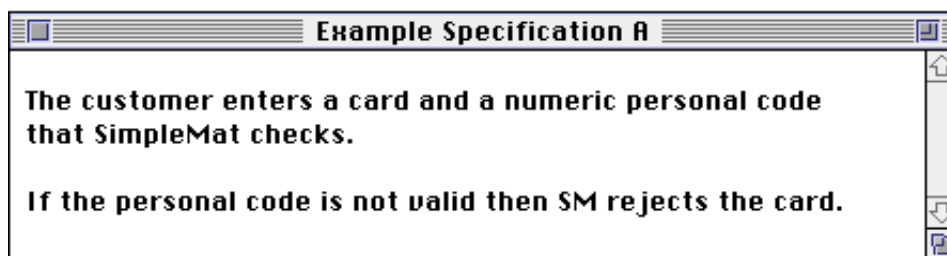 Example Specification A
The customer enters a card and a numeric personal code
that SimpleMat checks.
If the personal code is not valid then SM rejects the card.